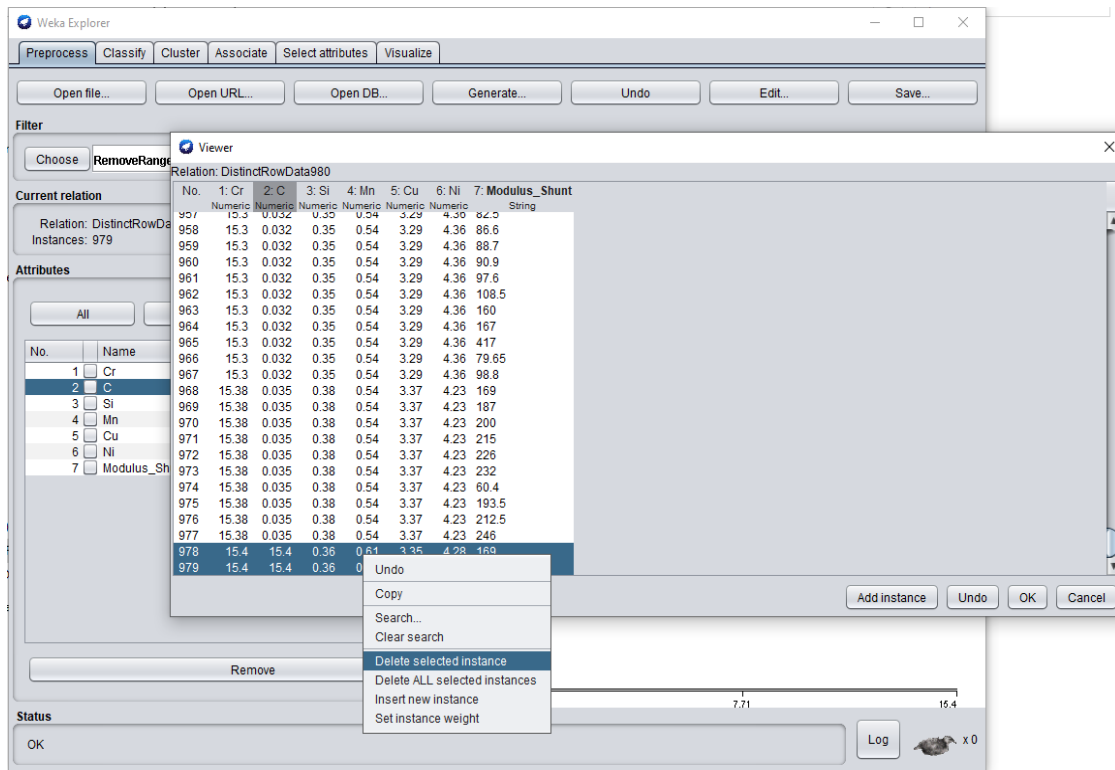 Weka Explorer
Preprocess Classify Cluster Associate Select attributes Visualize
Open file... Open URL... Open DB... Generate... Undo Edit... Save...
Filter
Choose RemoveRange
Viewer
Relation: DistinctRowData980
Current relation
Relation: DistinctRowDa
Instances: 979
Attributes
All
No. Name
1 Cr
2 C
3 Si
4 Mn
5 Cu
6 Ni
7 Modulus_Sh
Remove
No. 1: Cr 2: C 3: Si 4: Mn 5: Cu 6: Ni 7: Modulus_Shunt
Numeric Numeric Numeric Numeric Numeric Numeric String
957 15.3 0.032 0.35 0.54 3.29 4.36 82.5
958 15.3 0.032 0.35 0.54 3.29 4.36 86.6
959 15.3 0.032 0.35 0.54 3.29 4.36 88.7
960 15.3 0.032 0.35 0.54 3.29 4.36 90.9
961 15.3 0.032 0.35 0.54 3.29 4.36 97.6
962 15.3 0.032 0.35 0.54 3.29 4.36 108.5
963 15.3 0.032 0.35 0.54 3.29 4.36 160
964 15.3 0.032 0.35 0.54 3.29 4.36 167
965 15.3 0.032 0.35 0.54 3.29 4.36 417
966 15.3 0.032 0.35 0.54 3.29 4.36 79.65
967 15.3 0.032 0.35 0.54 3.29 4.36 98.8
968 15.38 0.035 0.38 0.54 3.37 4.23 169
969 15.38 0.035 0.38 0.54 3.37 4.23 187
970 15.38 0.035 0.38 0.54 3.37 4.23 200
971 15.38 0.035 0.38 0.54 3.37 4.23 215
972 15.38 0.035 0.38 0.54 3.37 4.23 226
973 15.38 0.035 0.38 0.54 3.37 4.23 232
974 15.38 0.035 0.38 0.54 3.37 4.23 60.4
975 15.38 0.035 0.38 0.54 3.37 4.23 193.5
976 15.38 0.035 0.38 0.54 3.37 4.23 212.5
977 15.38 0.035 0.38 0.54 3.37 4.23 246
978 15.4 15.4 0.36 0.61 3.35 4.28 169
979 15.4 15.4 0.36 0
Undo
Copy
Search...
Clear search
Delete selected instance
Delete ALL selected instances
Insert new instance
Set instance weight
Add instance Undo OK Cancel
7.71 15.4
Status
OK
Log x 0